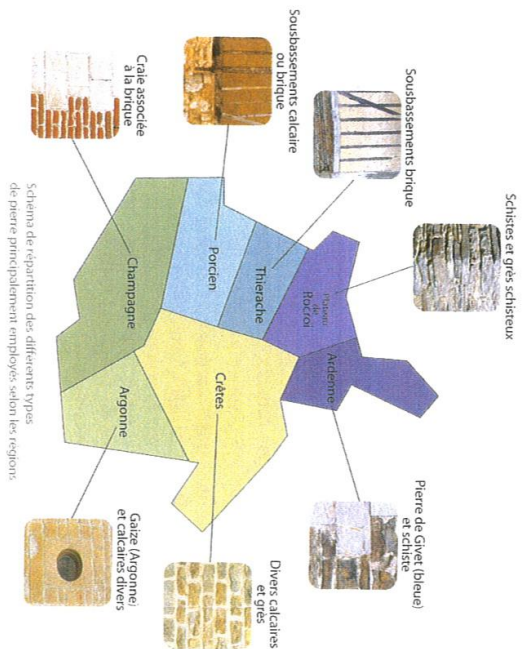 Schistes et grès schisteux
Sousbassements brique
Sousbassements calcaire
ou brique
Craie associée
à la brique
Pierre de Givet (bleue)
et schiste
Divers calcaires
et grès
Gaize (Argonne)
et calcaires divers
Plateau
de
Rocroi
Ardenne
Thierache
Porcien
Crêtes
Champagne
Argonne
Schéma de répartition des différents types
de pierre principalement employés selon les régions